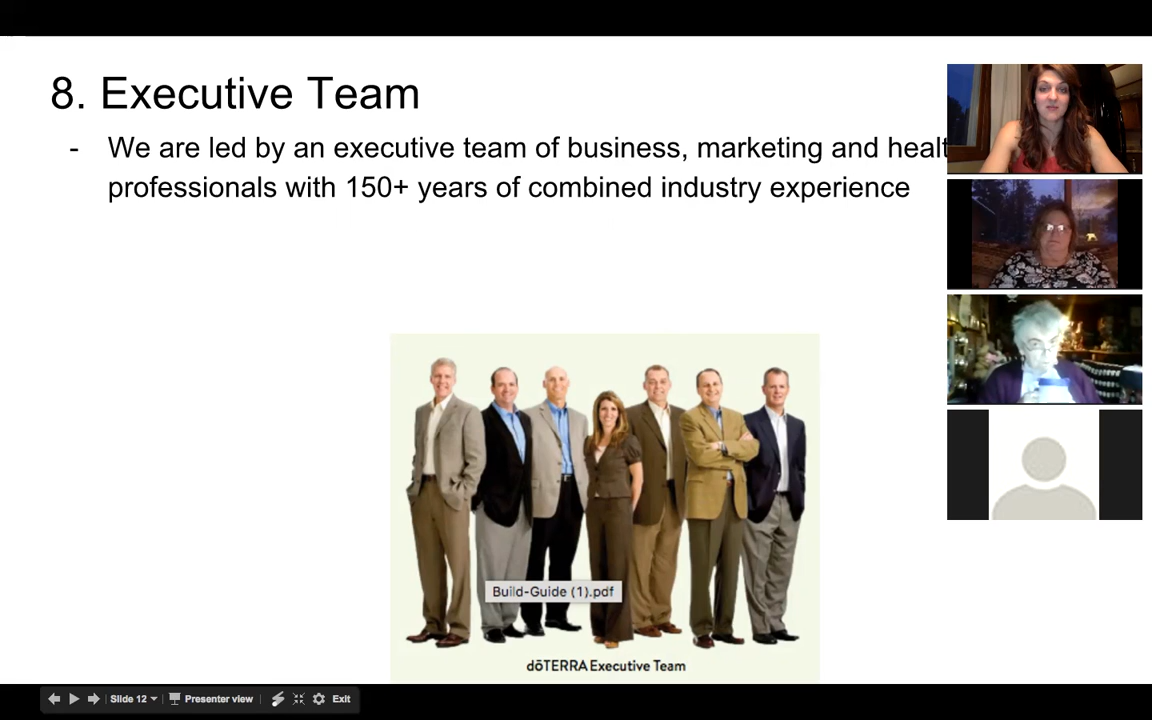 8. Executive Team
- We are led by an executive team of business, marketing and healt
professionals with 150+ years of combined industry experience
Build-Guide (1).pdf
dōTERRA Executive Team
Slide 12
Presenter view
Exit